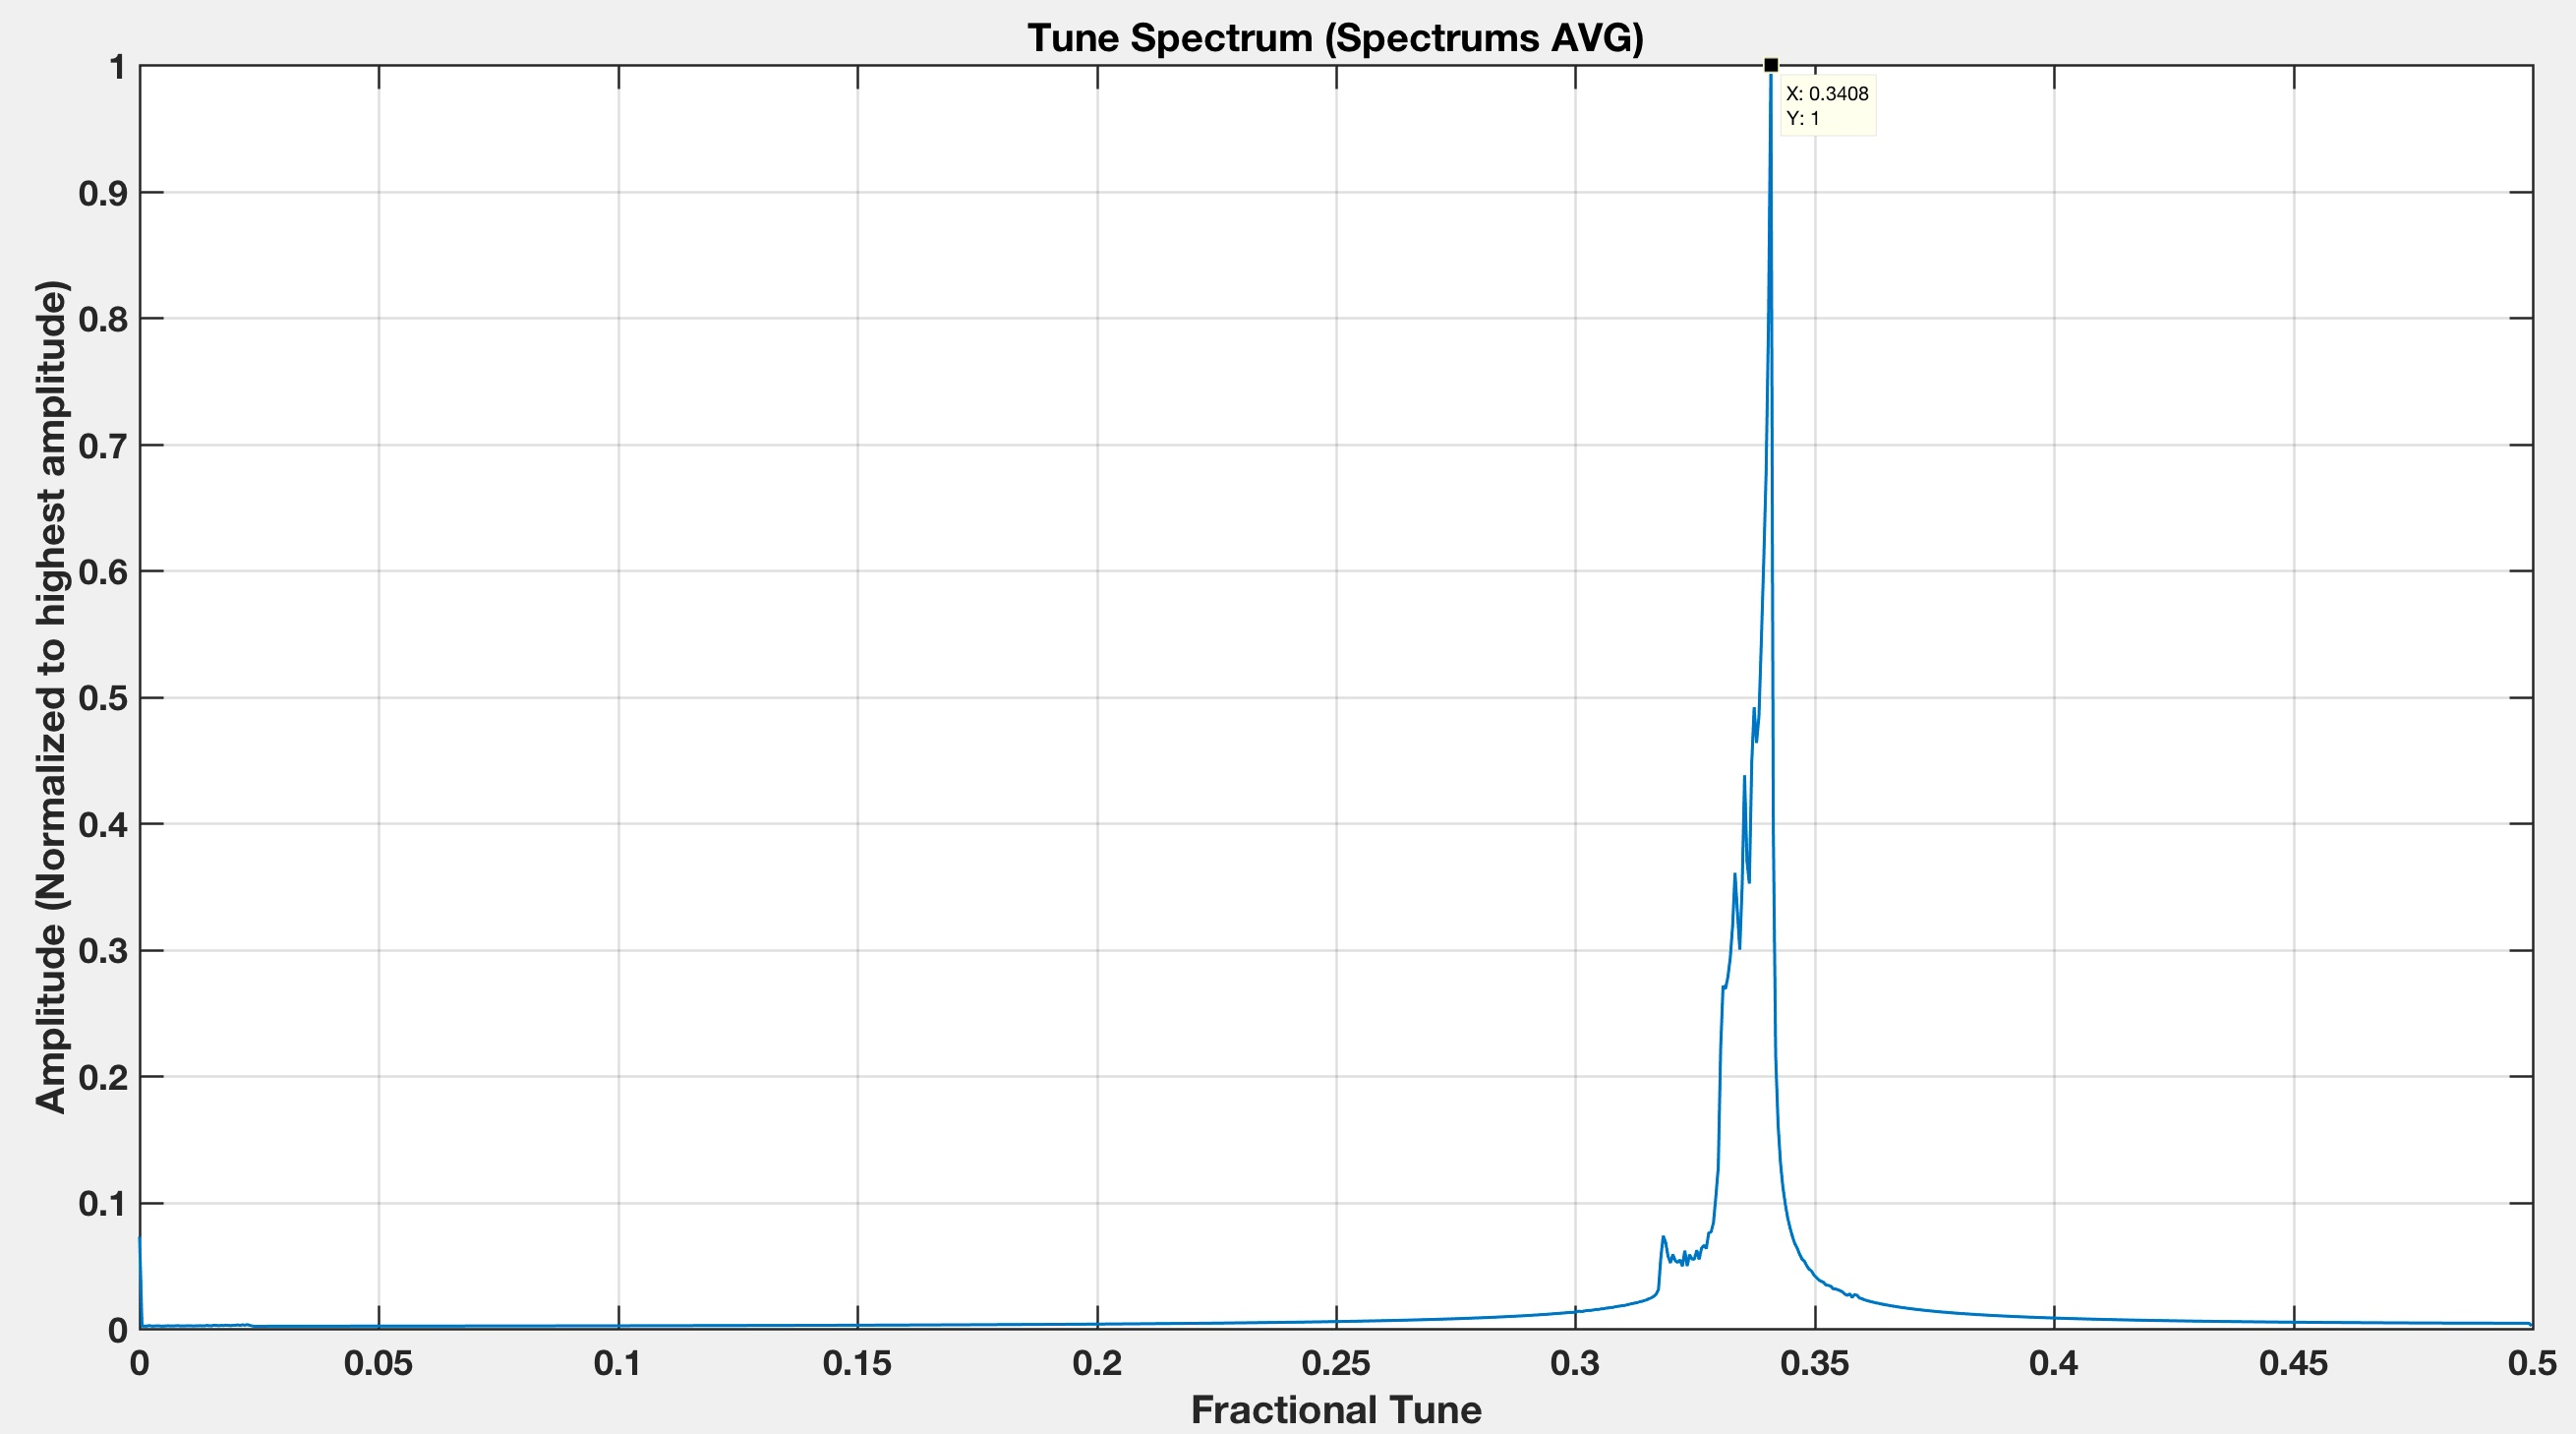 Tune Spectrum (Spectrums AVG)
X: 0.3408
Y: 1
Amplitude (Normalized to highest amplitude)
1
0.9
0.8
0.7
0.6
0.5
0.4
0.3
0.2
0.1
0
0 0.05 0.1 0.15 0.2 0.25 0.3 0.35 0.4 0.45 0.5
Fractional Tune